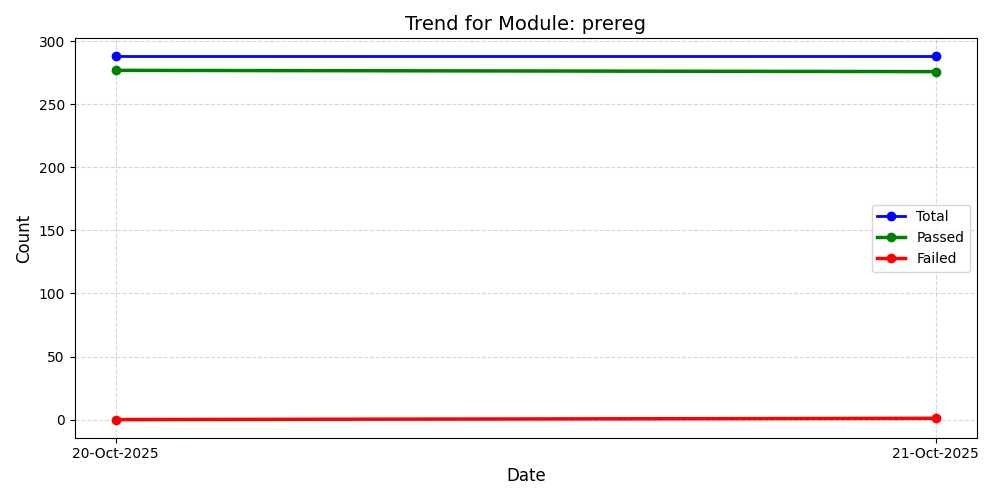 Trend for Module: prereg
Count
300
250
200
150
100
50
0
Total
Passed
Failed
20-Oct-2025
21-Oct-2025
Date